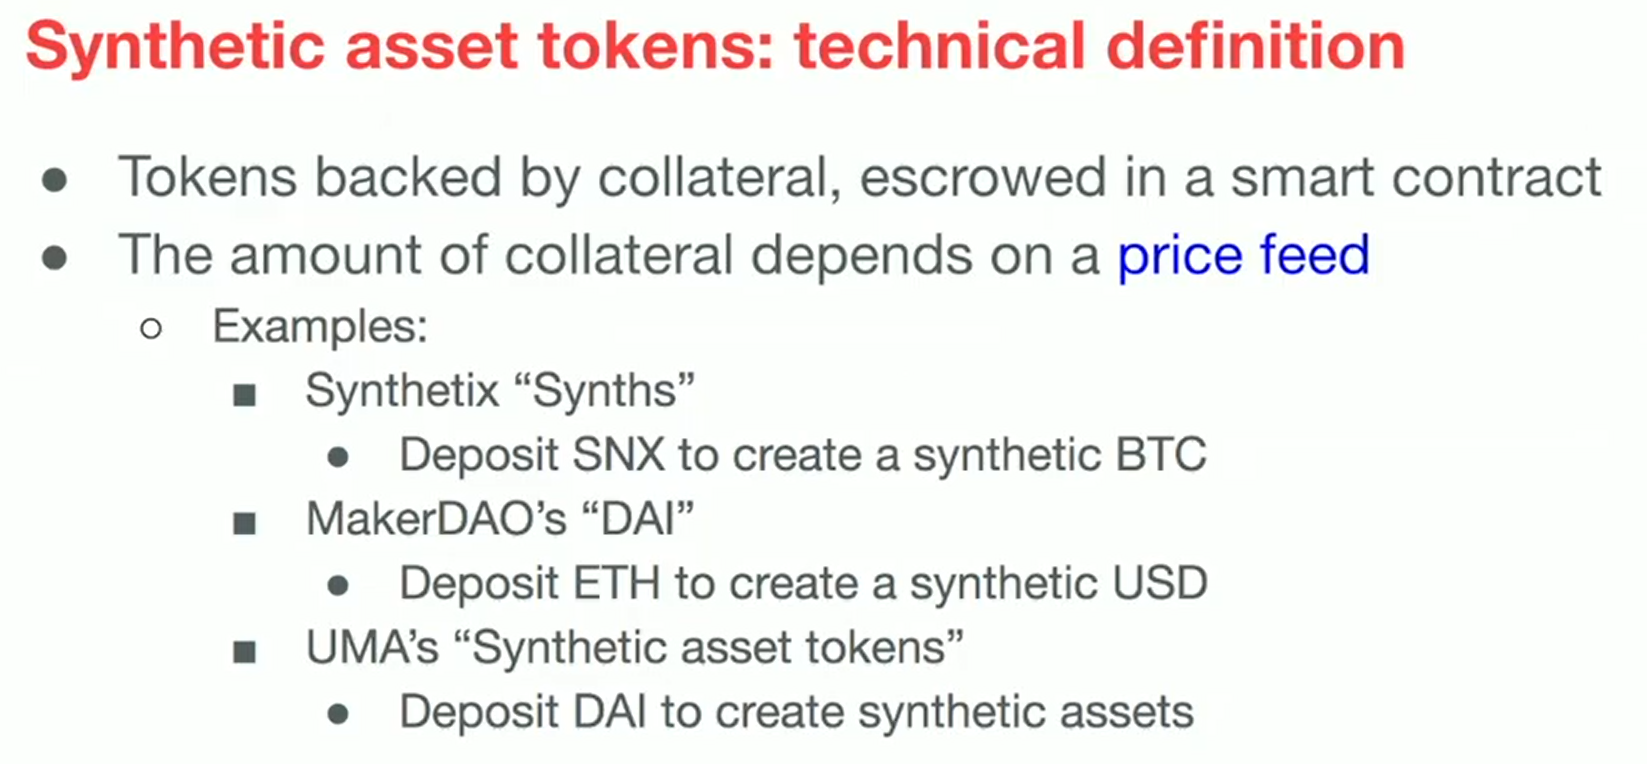 Synthetic asset tokens: technical definition
● Tokens backed by collateral, escrowed in a smart contract
● The amount of collateral depends on a price feed
○ Examples:
■ Synthetix “Synths”
● Deposit SNX to create a synthetic BTC
■ MakerDAO’s “DAI”
● Deposit ETH to create a synthetic USD
■ UMA’s “Synthetic asset tokens”
● Deposit DAI to create synthetic assets